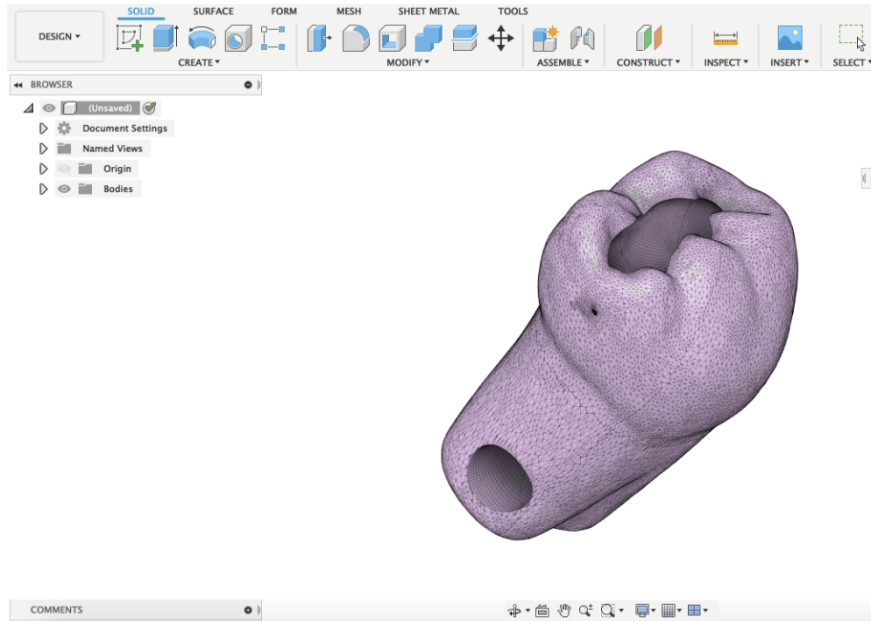 SOLID SURFACE FORM MESH SHEET METAL TOOLS
DESIGN
CREATE MODIFY ASSEMBLE CONSTRUCT INSPECT INSERT SELECT
BROWSER
(Unsaved)
Document Settings
Named Views
Origin
Bodies
COMMENTS